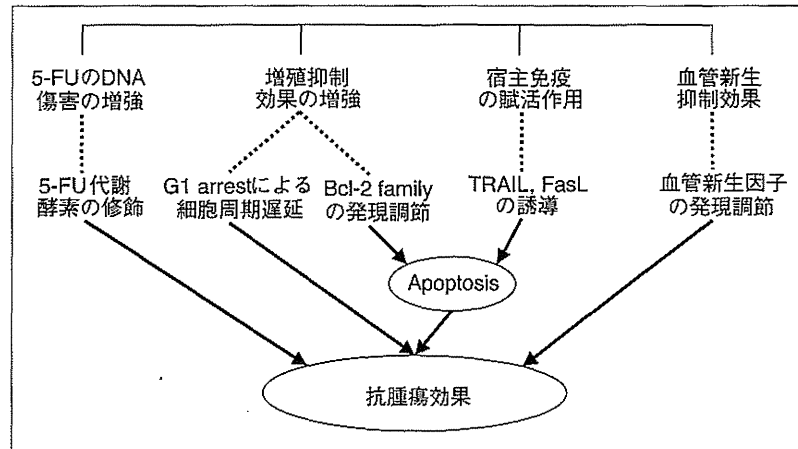 5-FUのDNA
傷害の増強
増殖抑制
効果の増強
宿主免疫
の賦活作用
血管新生
抑制効果
5-FU代謝
酵素の修飾
G1 arrestによる
細胞周期遅延
Bcl-2 family
の発現調節
TRAIL, FasL
の誘導
血管新生因子
の発現調節
Apoptosis
抗腫瘍効果